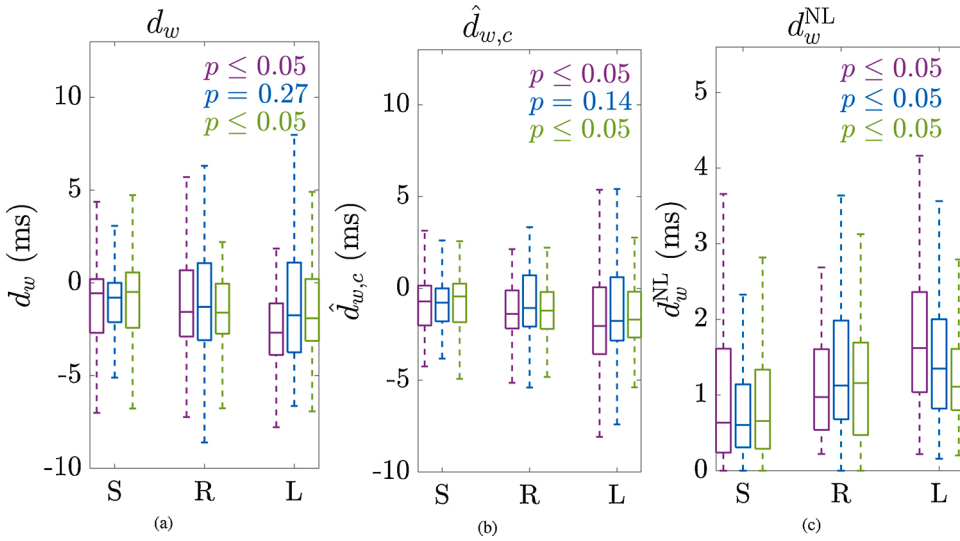 d_w
p ≤ 0.05
p = 0.27
p ≤ 0.05
10
5
0
-5
-10
d_w (ms)
S R L
(a)
d̂_{w,c}
p ≤ 0.05
p = 0.14
p ≤ 0.05
10
5
0
-5
-10
d̂_{w,c} (ms)
S R L
(b)
d_w^{NL}
p ≤ 0.05
p ≤ 0.05
p ≤ 0.05
5
4
3
2
1
0
d_w^{NL} (ms)
S R L
(c)